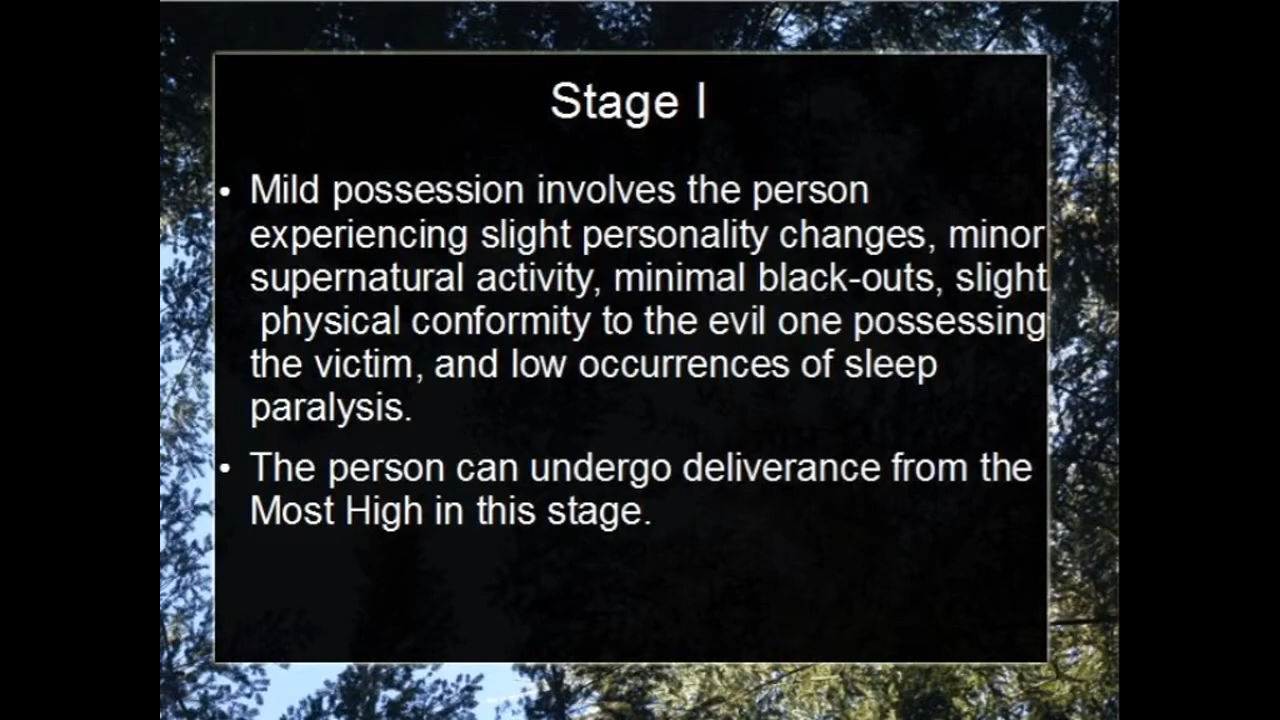 Stage I
• Mild possession involves the person
experiencing slight personality changes, minor
supernatural activity, minimal black-outs, slight
physical conformity to the evil one possessing
the victim, and low occurrences of sleep
paralysis.
• The person can undergo deliverance from the
Most High in this stage.